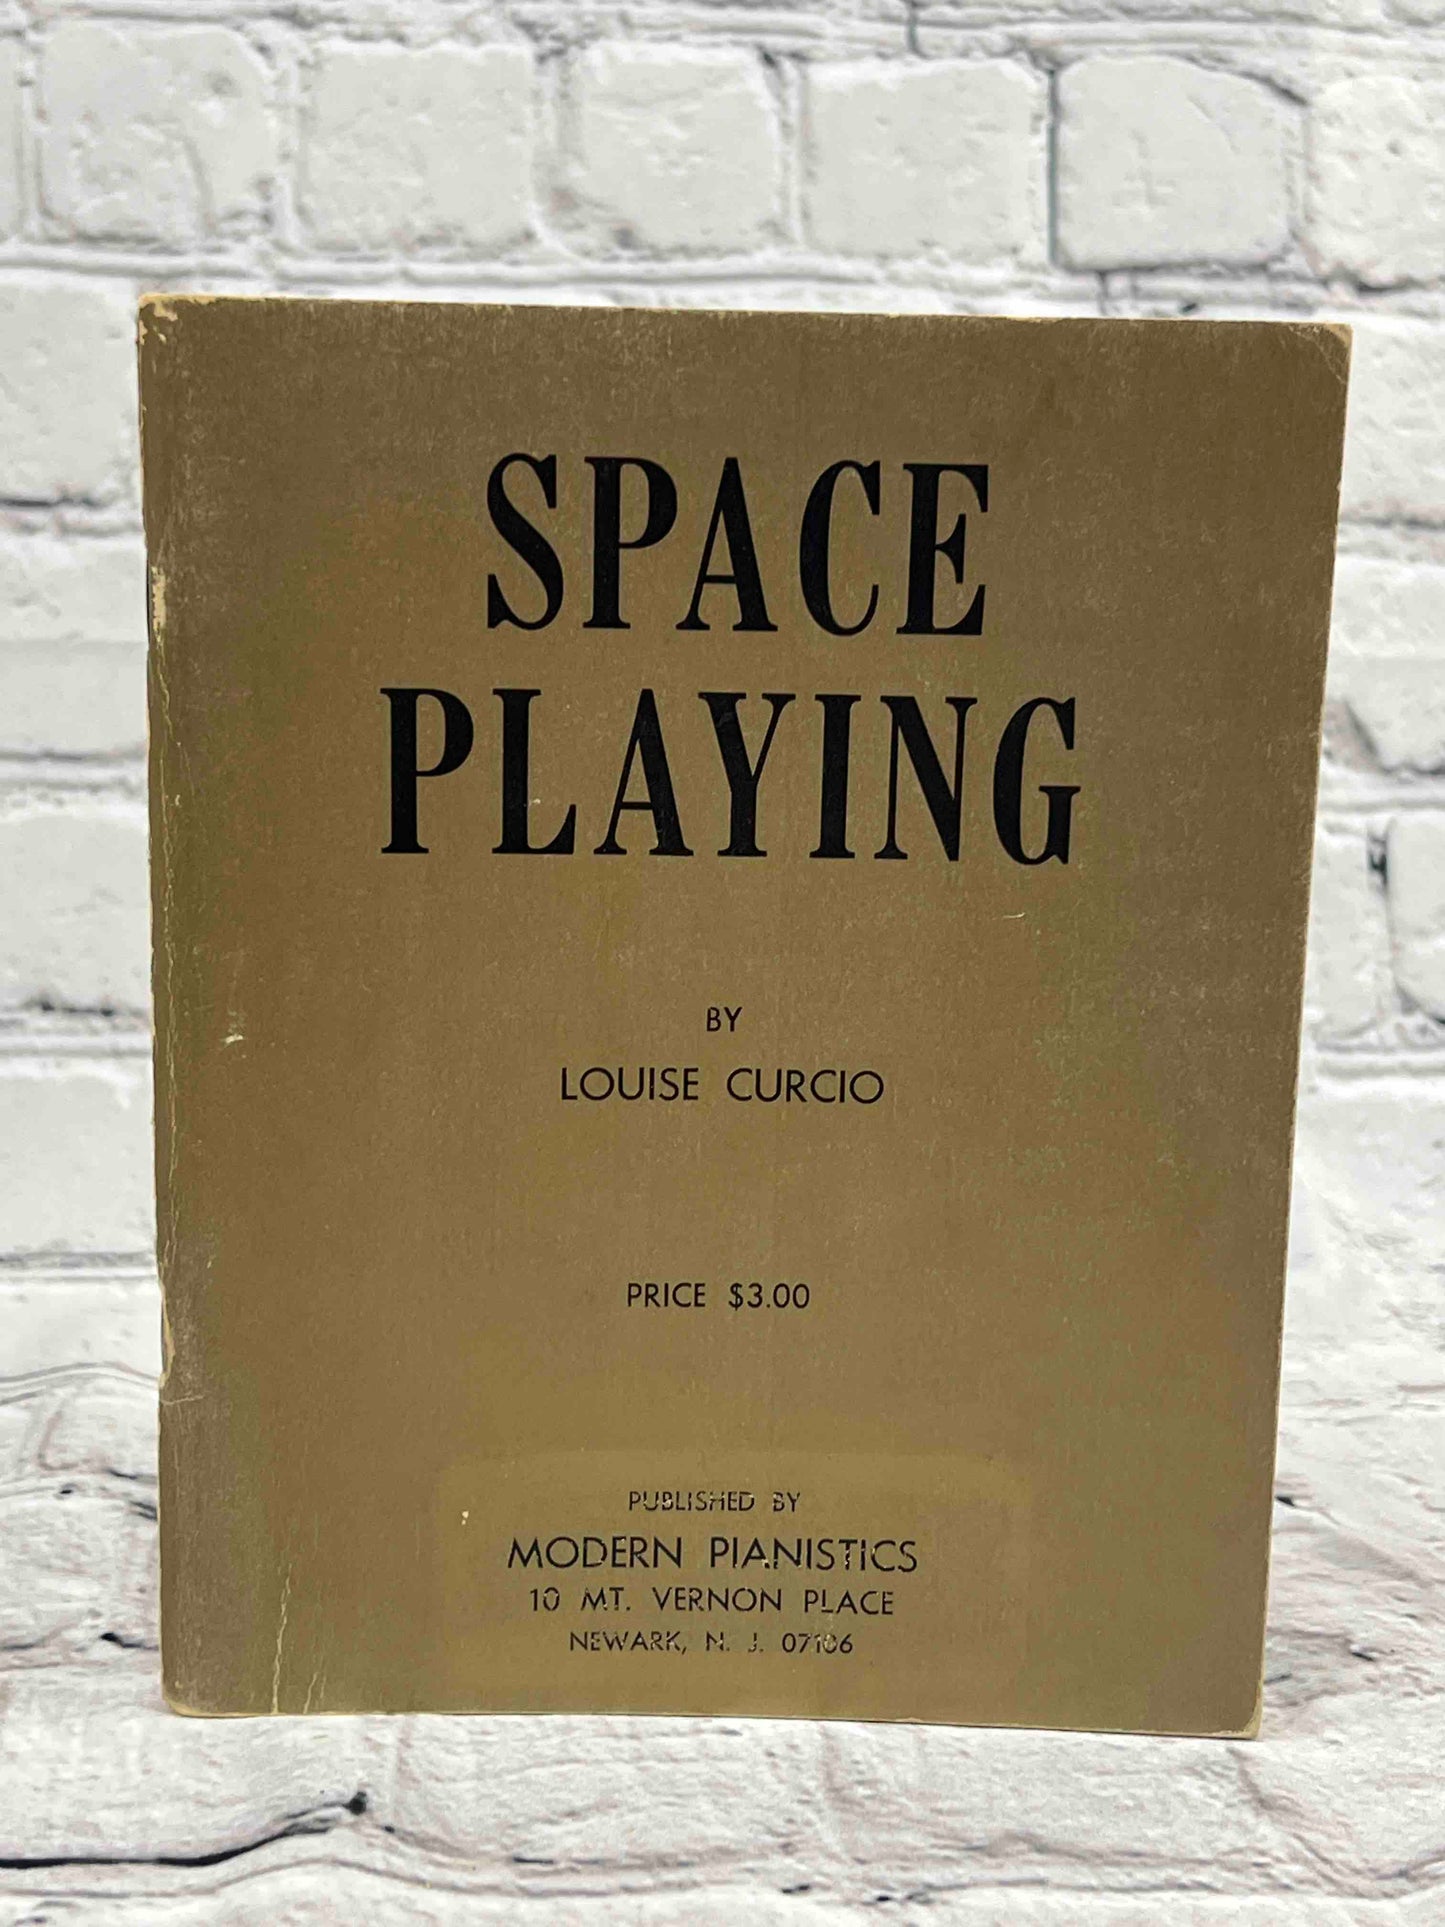 SPACE
PLAYING
BY
LOUISE CURCIO
PRICE $3.00
PUBLISHED BY
MODERN PIANISTICS
10 MT. VERNON PLACE
NEWARK, N. J. 07106